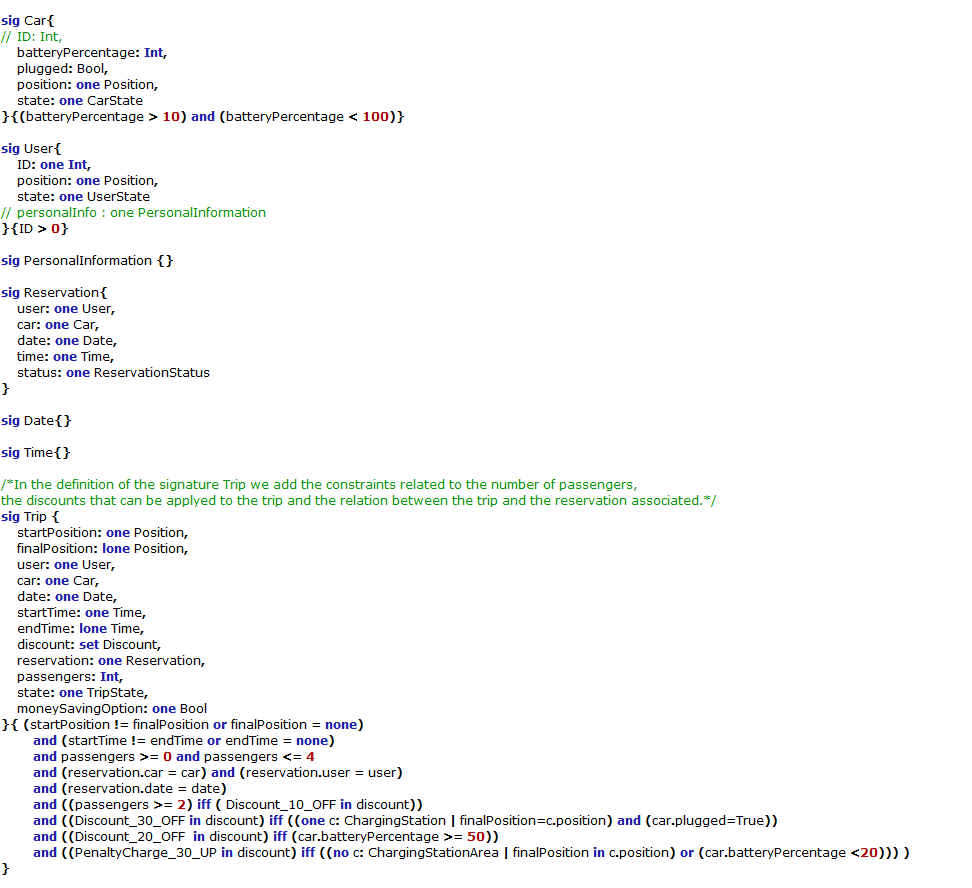 sig Car{
// ID: Int,
batteryPercentage: Int,
plugged: Bool,
position: one Position,
state: one CarState
}{(batteryPercentage > 10) and (batteryPercentage < 100)}
sig User{
ID: one Int,
position: one Position,
state: one UserState
// personalInfo : one PersonalInformation
}{ID > 0}
sig PersonalInformation {}
sig Reservation{
user: one User,
car: one Car,
date: one Date,
time: one Time,
status: one ReservationStatus
}
sig Date{}
sig Time{}
/*In the definition of the signature Trip we add the constraints related to the number of passengers,
the discounts that can be applyed to the trip and the relation between the trip and the reservation associated.*/
sig Trip {
startPosition: one Position,
finalPosition: lone Position,
user: one User,
car: one Car,
date: one Date,
startTime: one Time,
endTime: lone Time,
discount: set Discount,
reservation: one Reservation,
passengers: Int,
state: one TripState,
moneySavingOption: one Bool
}{ (startPosition != finalPosition or finalPosition = none)
and (startTime != endTime or endTime = none)
and passengers >= 0 and passengers <= 4
and (reservation.car = car) and (reservation.user = user)
and (reservation.date = date)
and ((passengers >= 2) iff ( Discount_10_OFF in discount))
and ((Discount_30_OFF in discount) iff ((one c: ChargingStation | finalPosition=c.position) and (car.plugged=True))
and ((Discount_20_OFF  in discount) iff (car.batteryPercentage >= 50))
and ((PenaltyCharge_30_UP in discount) iff ((no c: ChargingStationArea | finalPosition in c.position) or (car.batteryPercentage <20))) )
}